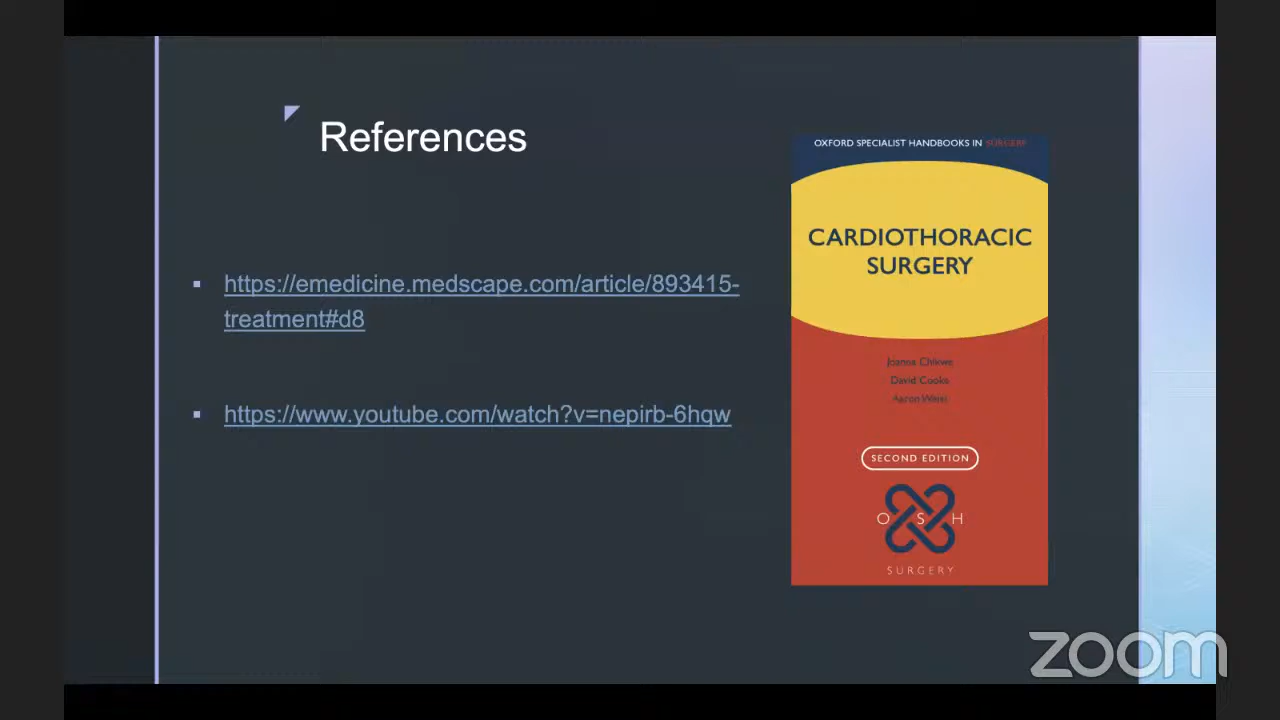 References
https://emedicine.medscape.com/article/893415-
treatment#d8
https://www.youtube.com/watch?v=nepirb-6hqw
OXFORD SPECIALIST HANDBOOKS IN SURGERY
CARDIOTHORACIC
SURGERY
Joanna Chikwe
David Cooke
Aaron Weiss
SECOND EDITION
O S H
SURGERY
zoom